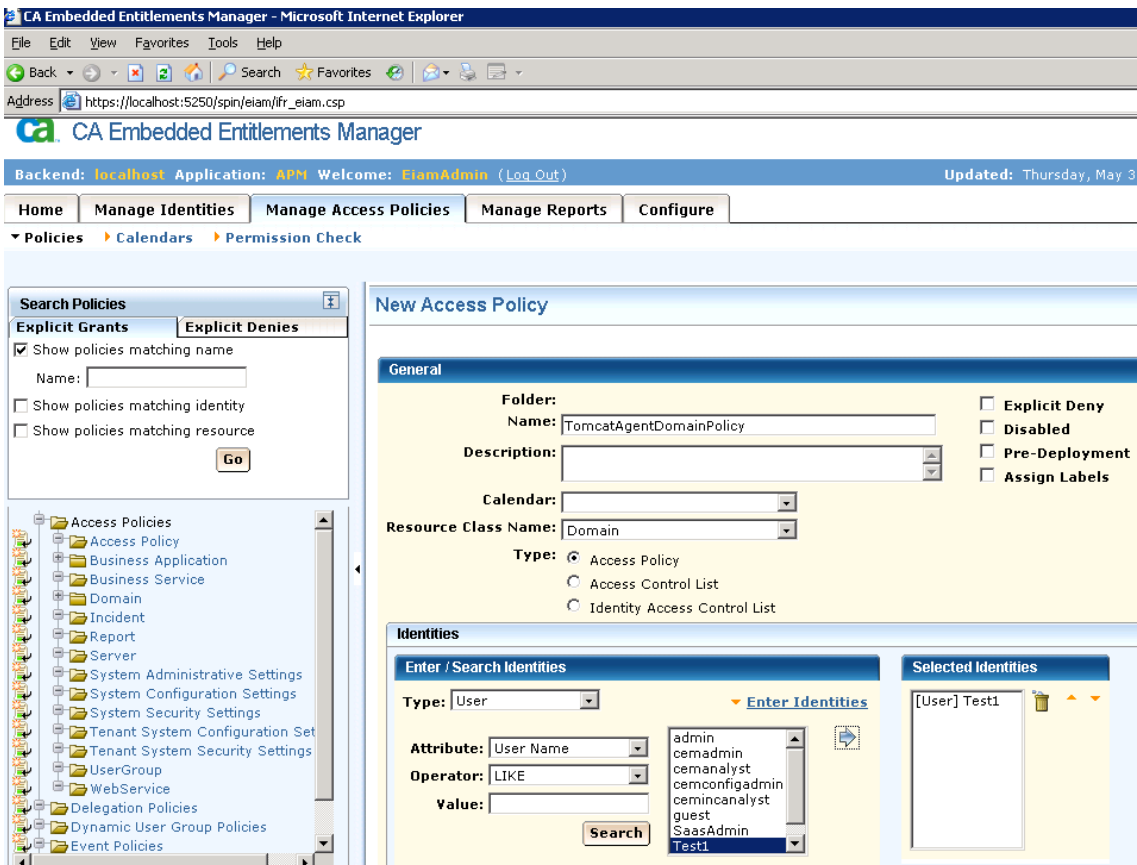 CA Embedded Entitlements Manager - Microsoft Internet Explorer
File Edit View Favorites Tools Help
Back Search Favorites
Address https://localhost:5250/spin/eiam/ifr_eiam.csp
ca CA Embedded Entitlements Manager
Backend: localhost Application: APM Welcome: EiamAdmin (Log Out) Updated: Thursday, May 3
Home Manage Identities Manage Access Policies Manage Reports Configure
Policies Calendars Permission Check
Search Policies
Explicit Grants Explicit Denies
Show policies matching name
Name:
Show policies matching identity
Show policies matching resource
Go
Access Policies
Access Policy
Business Application
Business Service
Domain
Incident
Report
Server
System Administrative Settings
System Configuration Settings
System Security Settings
Tenant System Configuration Set
Tenant System Security Settings
UserGroup
WebService
Delegation Policies
Dynamic User Group Policies
Event Policies
New Access Policy
General
Folder:
Name: TomcatAgentDomainPolicy
Description:
Calendar:
Resource Class Name: Domain
Type: Access Policy
Access Control List
Identity Access Control List
Explicit Deny
Disabled
Pre-Deployment
Assign Labels
Identities
Enter / Search Identities
Type: User
Enter Identities
Attribute: User Name
Operator: LIKE
Value:
Search
admin
cemadmin
cemanalyst
cemconfigadmin
cemincanalyst
guest
SaasAdmin
Test1
Selected Identities
[User] Test1